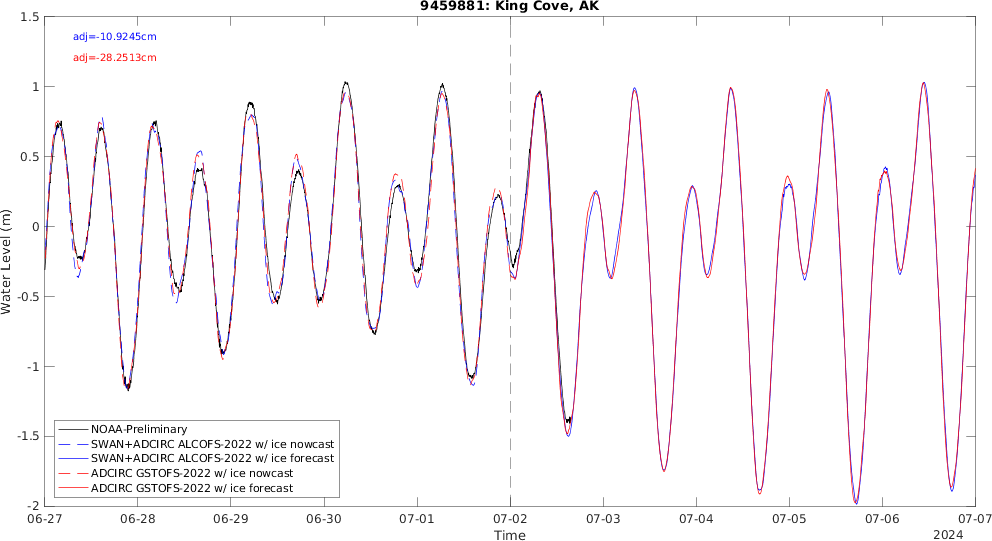 9459881: King Cove, AK
adj=-10.9245cm
adj=-28.2513cm
1.5
1
0.5
0
-0.5
-1
-1.5
-2
Water Level (m)
NOAA-Preliminary
SWAN+ADCIRC ALCOFS-2022 w/ ice nowcast
SWAN+ADCIRC ALCOFS-2022 w/ ice forecast
ADCIRC GSTOFS-2022 w/ ice nowcast
ADCIRC GSTOFS-2022 w/ ice forecast
06-27 06-28 06-29 06-30 07-01 07-02 07-03 07-04 07-05 07-06 07-07
Time
2024